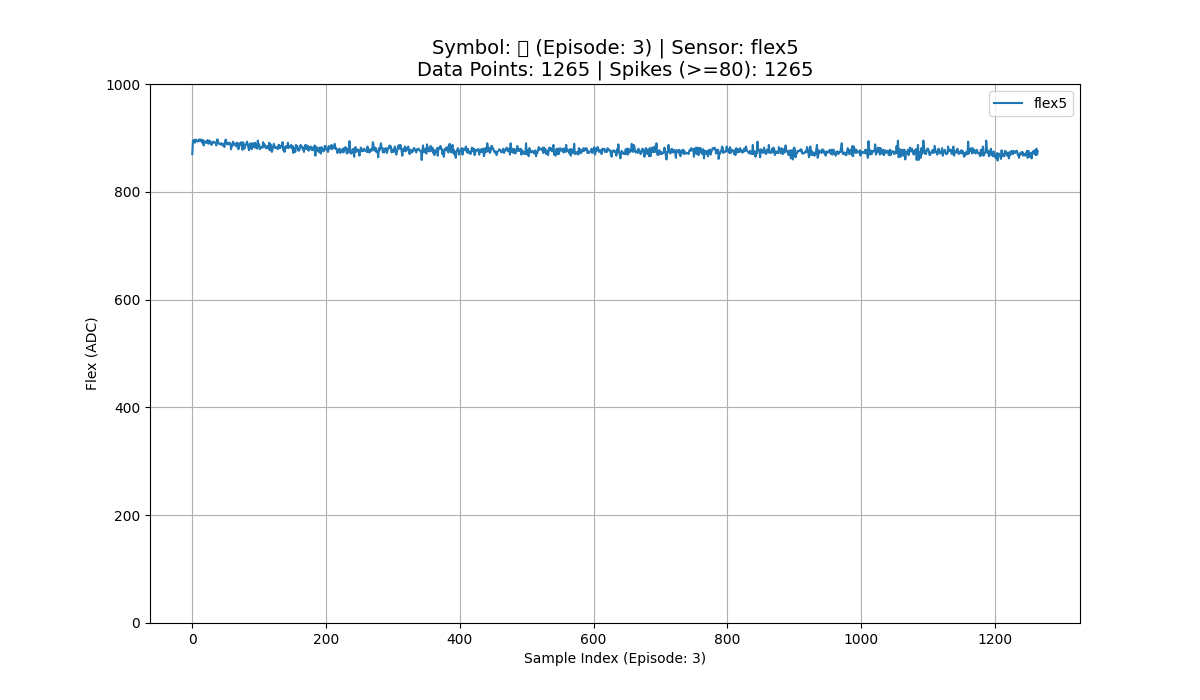 Symbol: (Episode: 3) | Sensor: flex5
Data Points: 1265 | Spikes (>=80): 1265
flex5
1000
800
600
400
200
0
Flex (ADC)
0 200 400 600 800 1000 1200
Sample Index (Episode: 3)